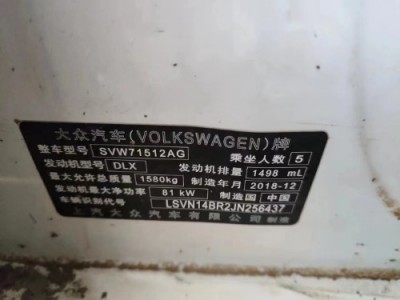 大众汽车(VOLKSWAGEN)牌
整车型号 SVW71512AG 乘坐人数 5
发动机型号 DLX 发动机排量 1498 mL
最大允许总质量 1580kg 制造年月 2018-12
发动机最大净功率 81 kW 制造国 中国
车辆识别代号 LSVN14BR2JN256437
上汽大众汽车有限公司 制造